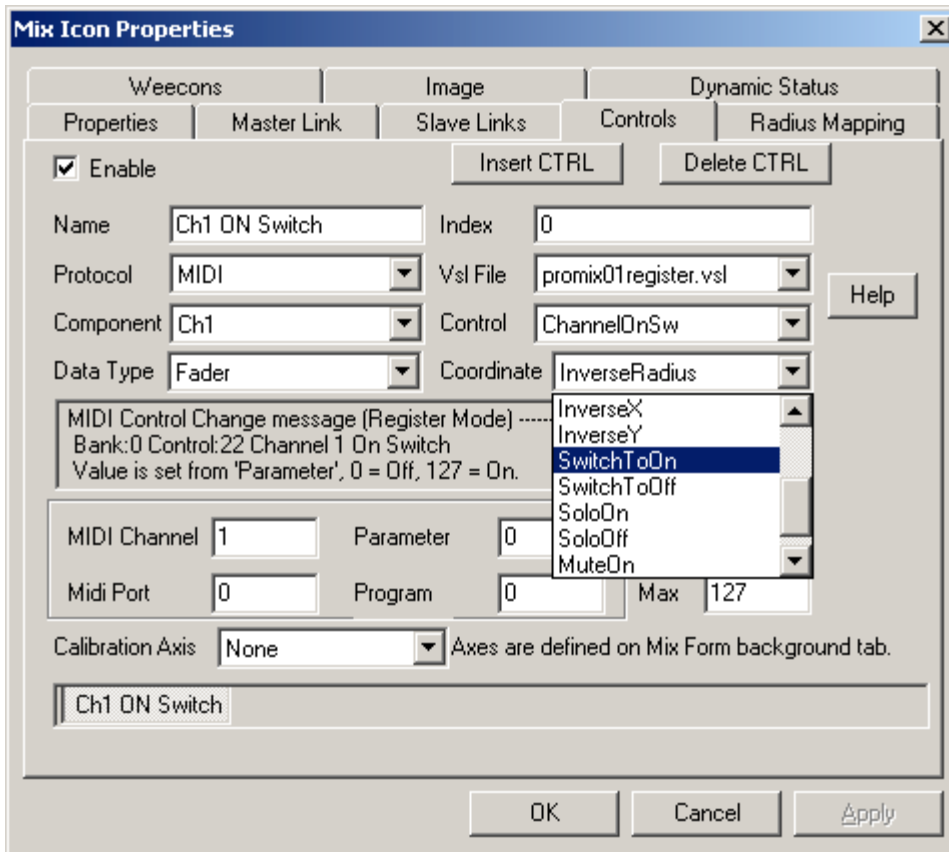 Mix Icon Properties
Weecons Image Dynamic Status
Properties Master Link Slave Links Controls Radius Mapping
Enable Insert CTRL Delete CTRL
Name Ch1 ON Switch Index 0
Protocol MIDI Vsl File promix01register.vsl
Help
Component Ch1 Control ChannelOnSw
Data Type Fader Coordinate InverseRadius
MIDI Control Change message (Register Mode) -----
Bank:0 Control:22 Channel 1 On Switch
Value is set from 'Parameter', 0 = Off, 127 = On.
InverseX
InverseY
SwitchToOn
SwitchToOff
SoloOn
SoloOff
MuteOn
MIDI Channel 1 Parameter 0
Midi Port 0 Program 0 Max 127
Calibration Axis None Axes are defined on Mix Form background tab.
Ch1 ON Switch
OK Cancel Apply